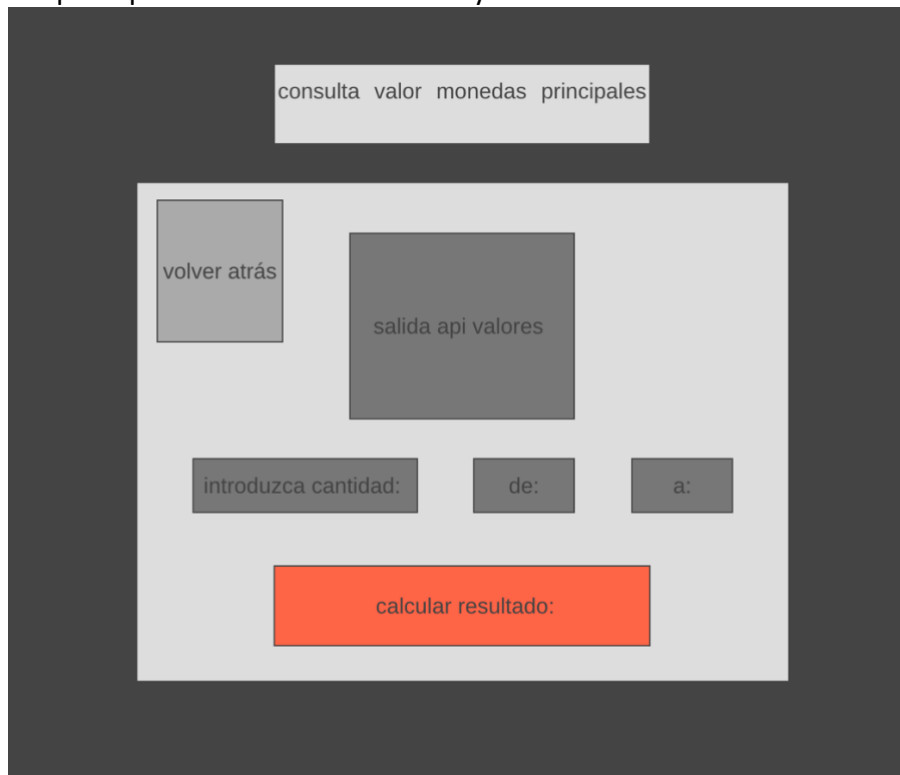 consulta valor monedas principales
volver atrás
salida api valores
introduzca cantidad:
de:
a:
calcular resultado: